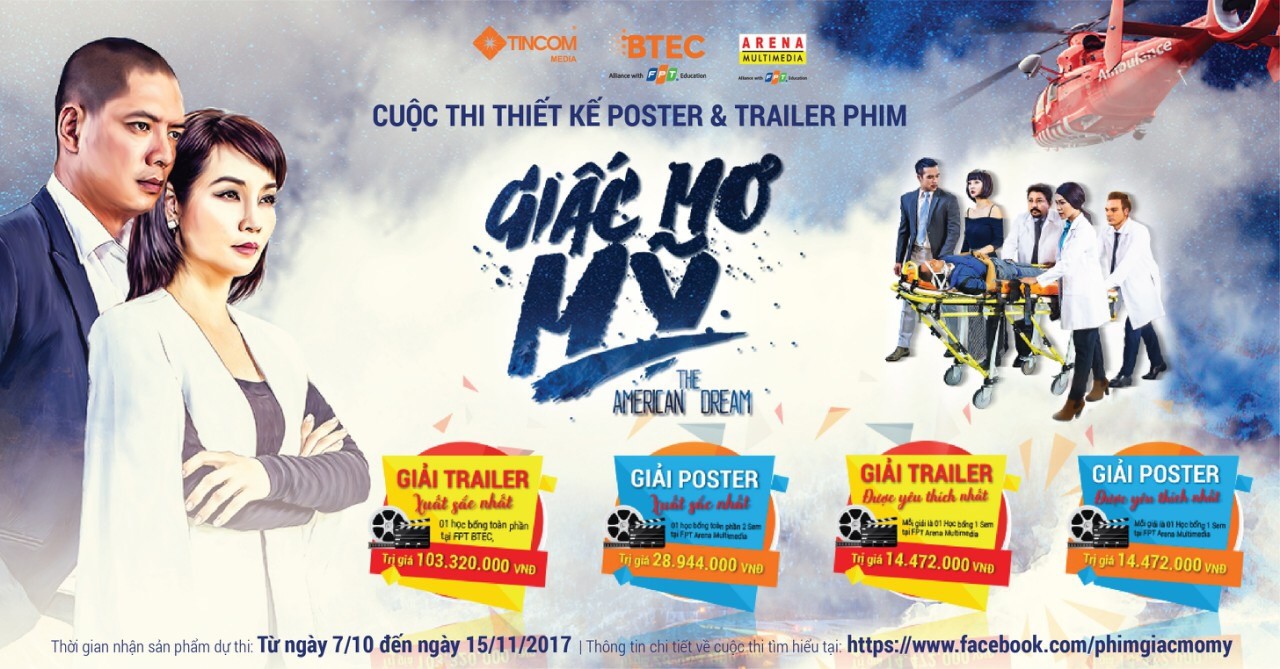 TINCOM
MEDIA
BTEC
Alliance with FPT Education
ARENA
MULTIMEDIA
Alliance with FPT Education
Ambulance
CUỘC THI THIẾT KẾ POSTER & TRAILER PHIM
GIẤC MƠ
MỸ
THE
AMERICAN DREAM
GIẢI TRAILER
Xuất sắc nhất
01 học bổng toàn phần
tại FPT BTEC,
Trị giá 103.320.000 VNĐ
GIẢI POSTER
Xuất sắc nhất
01 học bổng toàn phần 2 Sem
tại FPT Arena Multimedia
Trị giá 28.944.000 VNĐ
GIẢI TRAILER
Được yêu thích nhất
Mỗi giải là 01 Học bổng 1 Sem
tại FPT Arena Multimedia
Trị giá 14.472.000 VNĐ
GIẢI POSTER
Được yêu thích nhất
Mỗi giải là 01 Học bổng 1 Sem
tại FPT Arena Multimedia
Trị giá 14.472.000 VNĐ
Thời gian nhận sản phẩm dự thi: Từ ngày 7/10 đến ngày 15/11/2017 | Thông tin chi tiết về cuộc thi tìm hiểu tại: https://www.facebook.com/phimgiacmomy